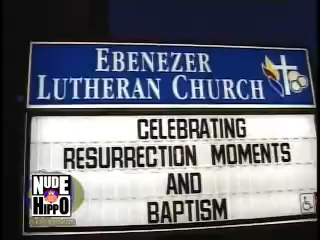 EBENEZER
LUTHERAN CHURCH
CELEBRATING
RESURRECTION MOMENTS
AND
BAPTISM
NUDE
HIPPO